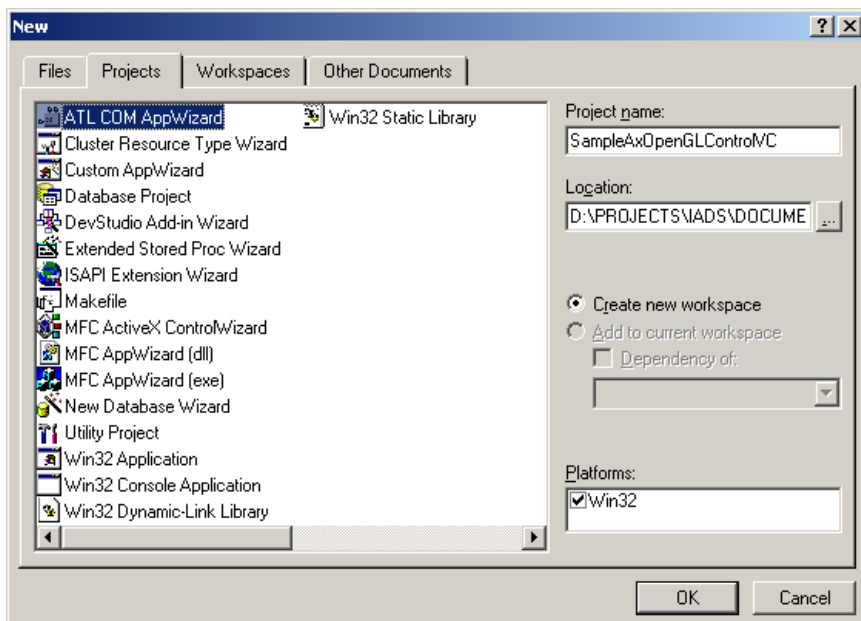 New
Files Projects Workspaces Other Documents
ATL COM AppWizard
Cluster Resource Type Wizard
Custom AppWizard
Database Project
DevStudio Add-in Wizard
Extended Stored Proc Wizard
ISAPI Extension Wizard
Makefile
MFC ActiveX ControlWizard
MFC AppWizard (dll)
MFC AppWizard (exe)
New Database Wizard
Utility Project
Win32 Application
Win32 Console Application
Win32 Dynamic-Link Library
Win32 Static Library
Project name:
SampleAxOpenGLControlVC
Location:
D:\PROJECTS\IADS\DOCUME
...
Create new workspace
Add to current workspace
Dependency of:
Platforms:
Win32
OK Cancel